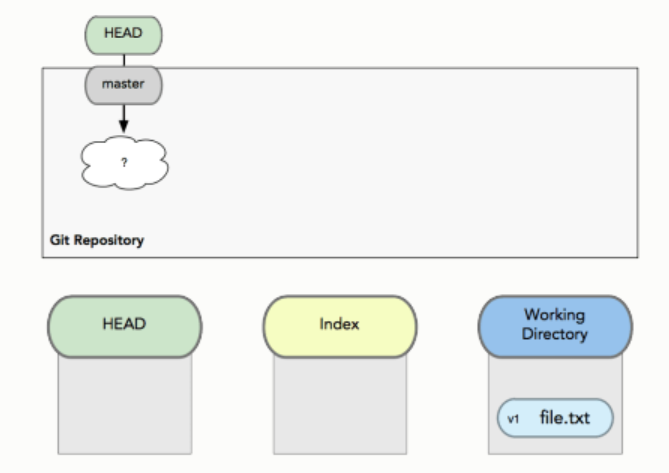 HEAD
master
?
Git Repository
HEAD
Index
Working
Directory
v1 file.txt